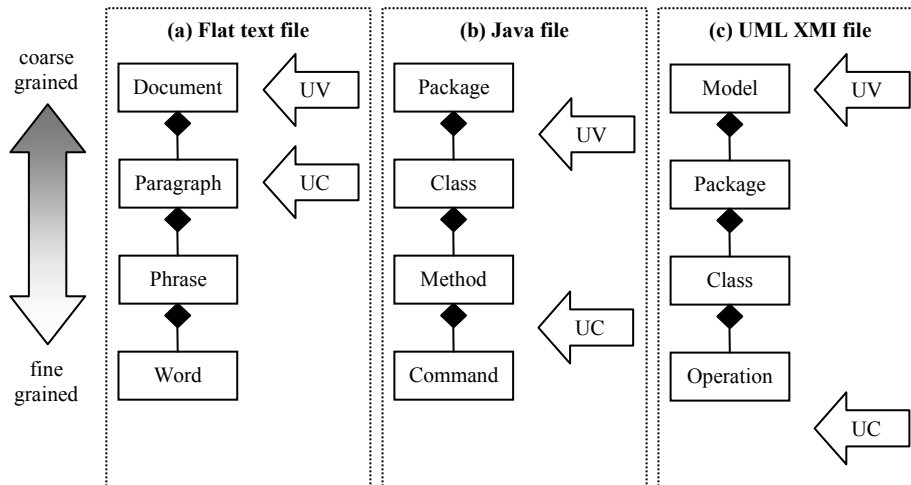 coarse
grained
fine
grained
(a) Flat text file
Document
UV
Paragraph
UC
Phrase
Word
(b) Java file
Package
UV
Class
Method
UC
Command
(c) UML XMI file
Model
UV
Package
Class
Operation
UC